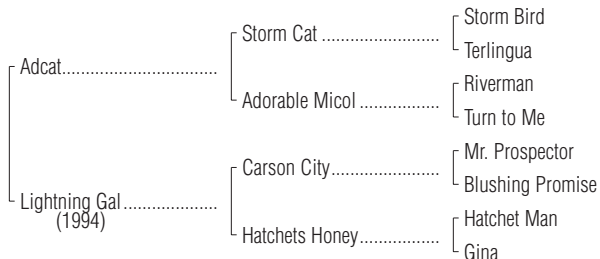 Storm Bird
Storm Cat ........................
Terlingua
Adcat................................
Riverman
Adorable Micol ................
Turn to Me
Mr. Prospector
Carson City......................
Blushing Promise
Lightning Gal ...................
(1994)
Hatchet Man
Hatchets Honey................
Gina